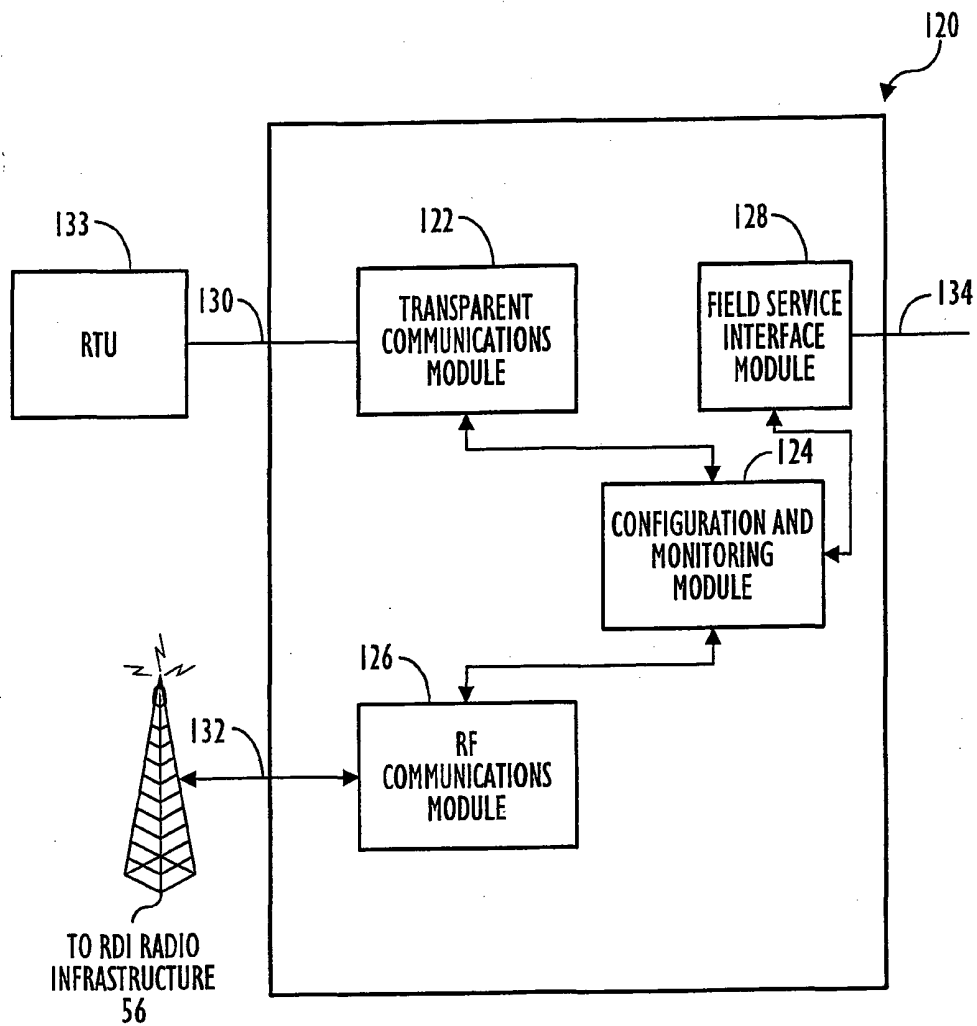 120
133
122
128
130
134
RTU
TRANSPARENT
COMMUNICATIONS
MODULE
FIELD SERVICE
INTERFACE
MODULE
124
CONFIGURATION AND
MONITORING
MODULE
126
132
RF
COMMUNICATIONS
MODULE
TO RDI RADIO
INFRASTRUCTURE
56